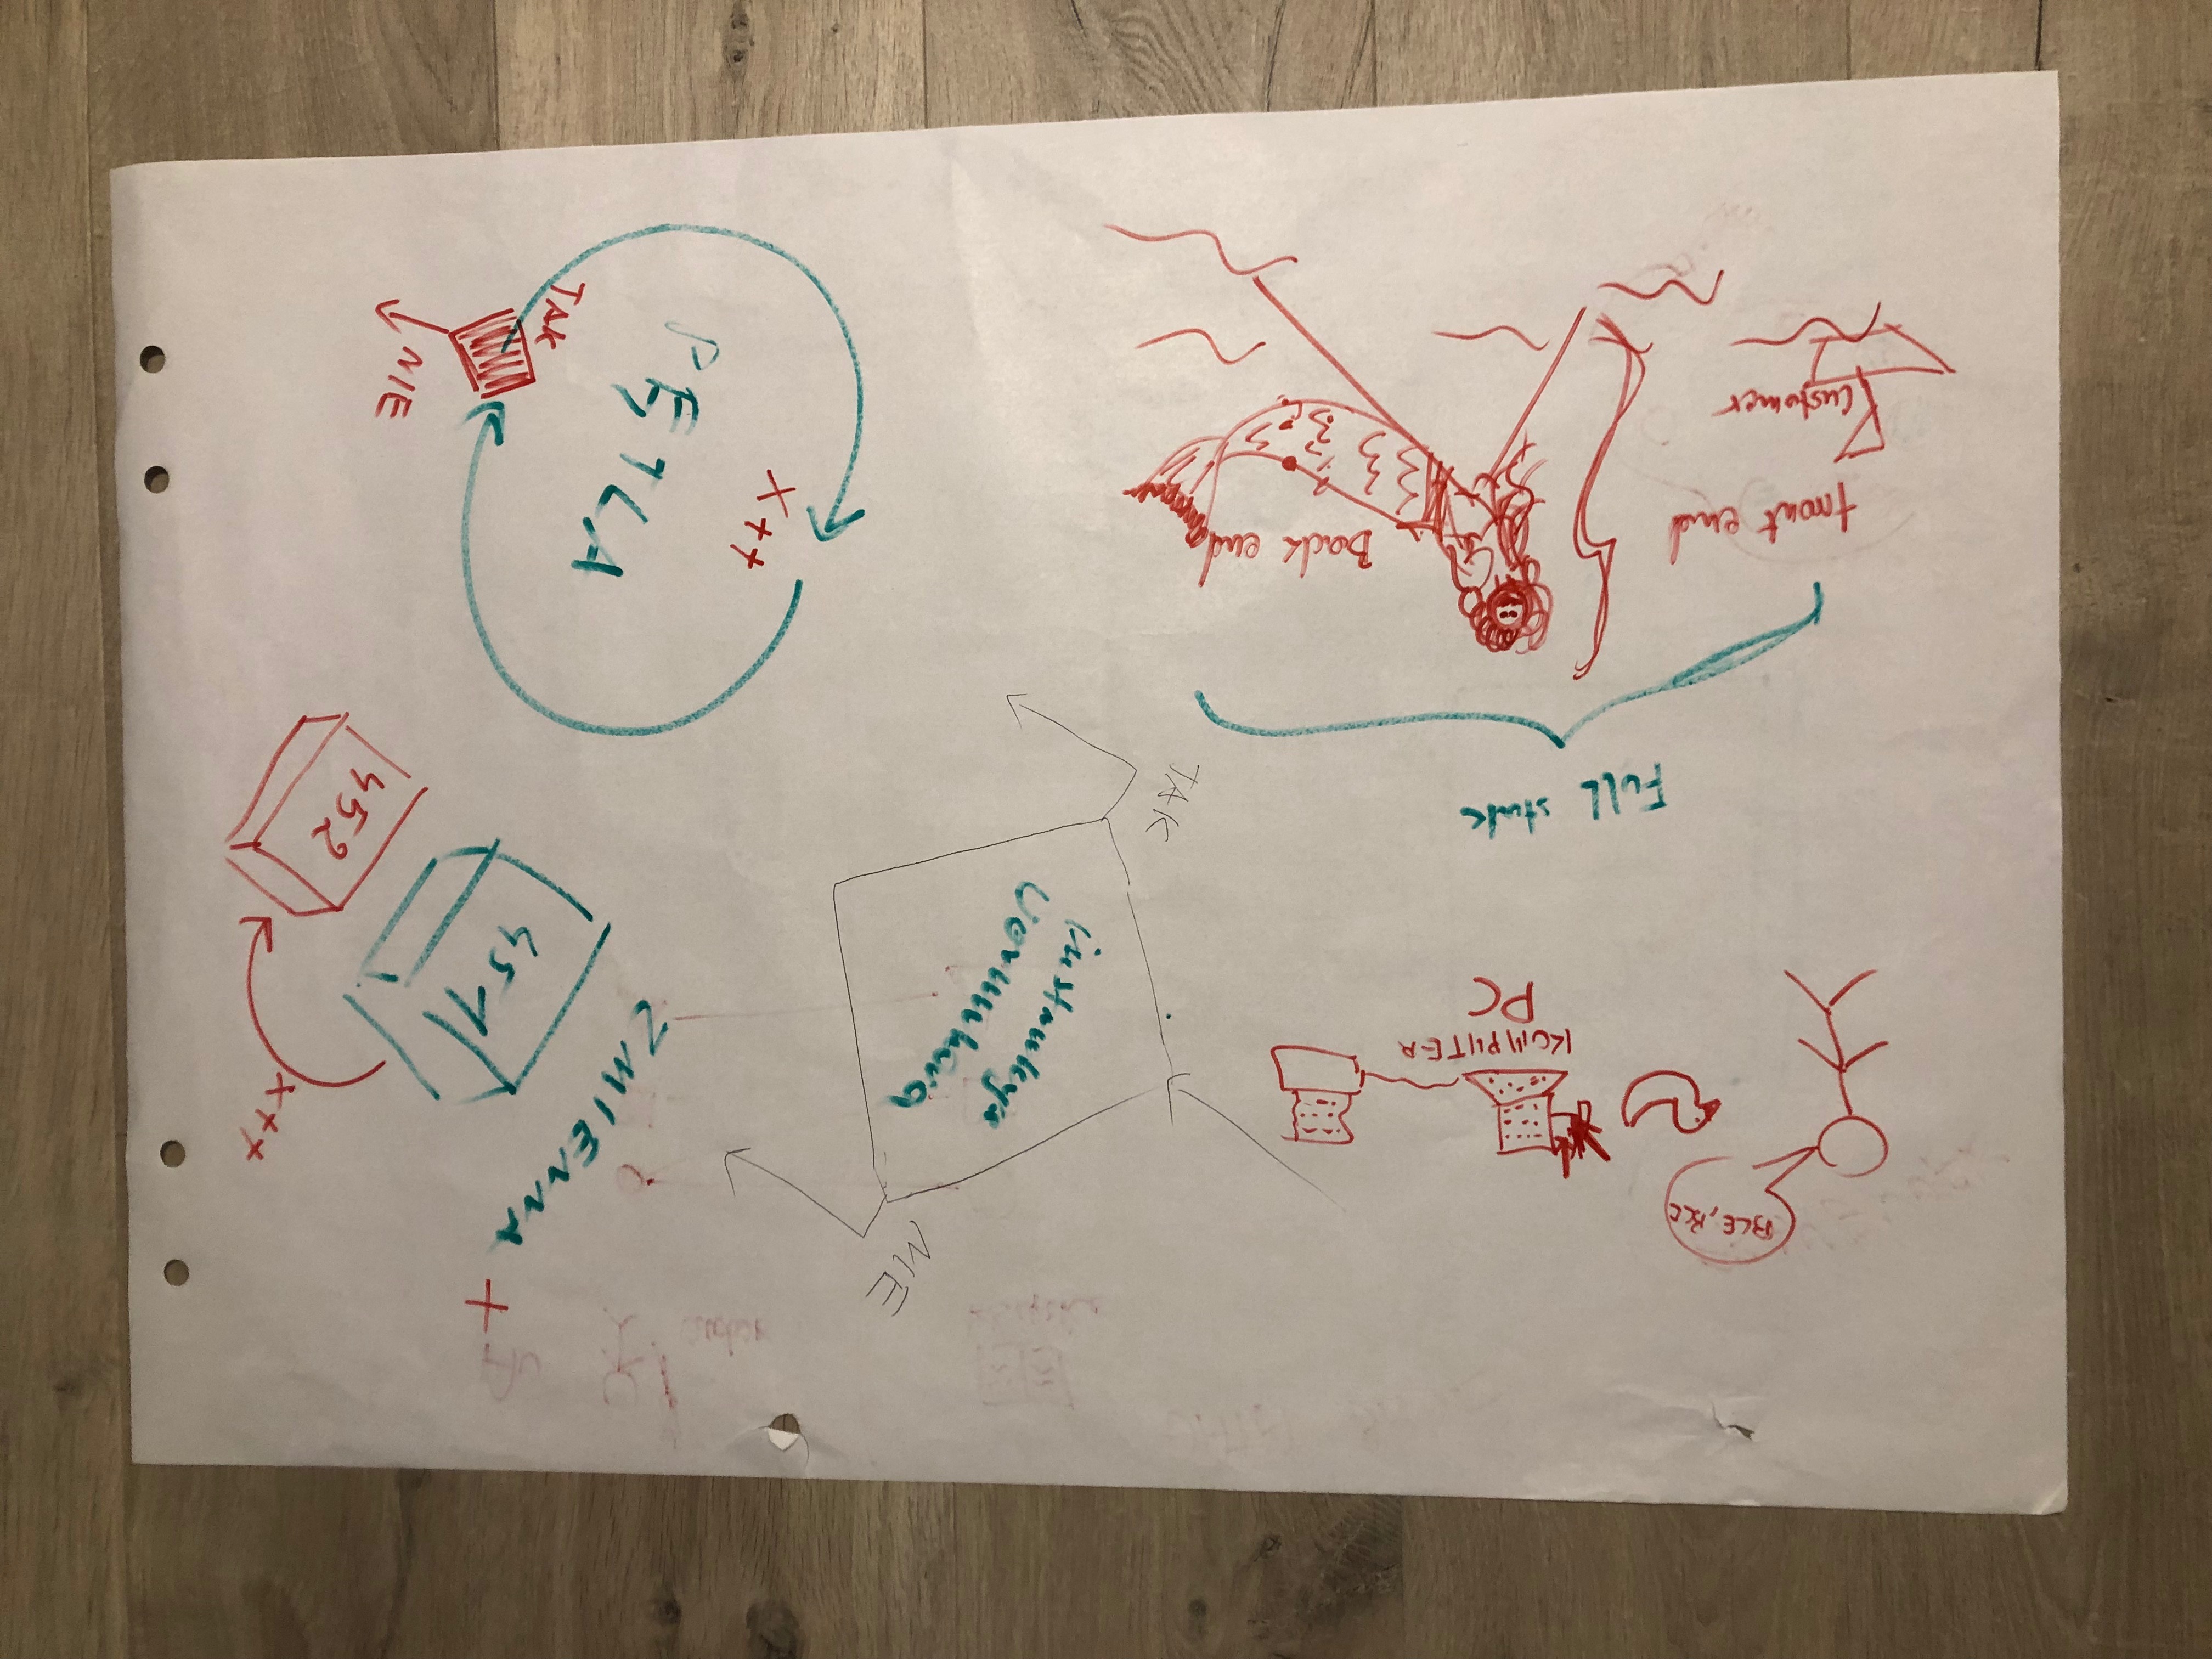 x++
452
451
ZMIENNA
+
NIE
TAK
PĘTLA
x++
NIE
instrukcja
warunkowa
TAK
KOMPUTER
PC
BLE, BLE
Full stack
Back end
front end
Customer